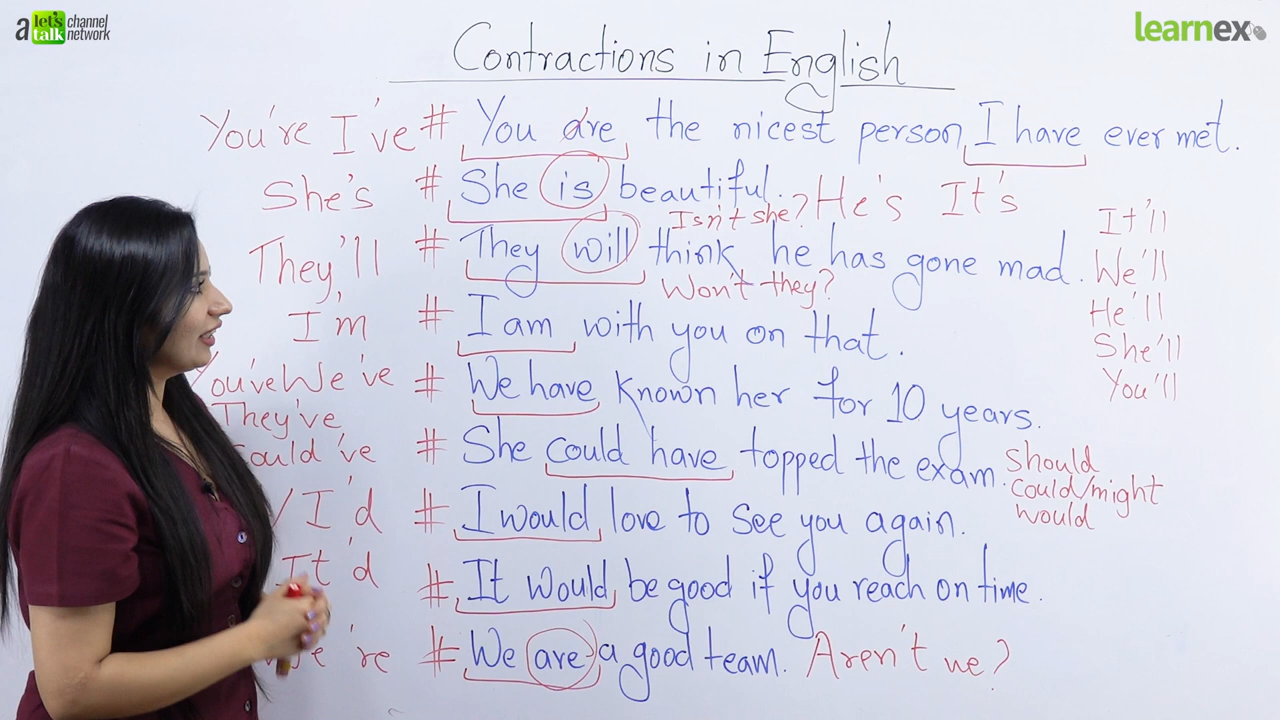 a let's talk channel network
learnex
Contractions in English
You're I've # You are the nicest person I have ever met.
She's # She is beautiful. He's It's
Isn't she?
They'll # They will think he has gone mad.
Won't they?
It'll
We'll
He'll
She'll
You'll
I'm # I am with you on that.
You've We've # We have known her for 10 years.
They've
could've # She could have topped the exam.
should
could/might
would
I'd # I would love to see you again.
It'd # It would be good if you reach on time.
We're # We are a good team. Aren't we?